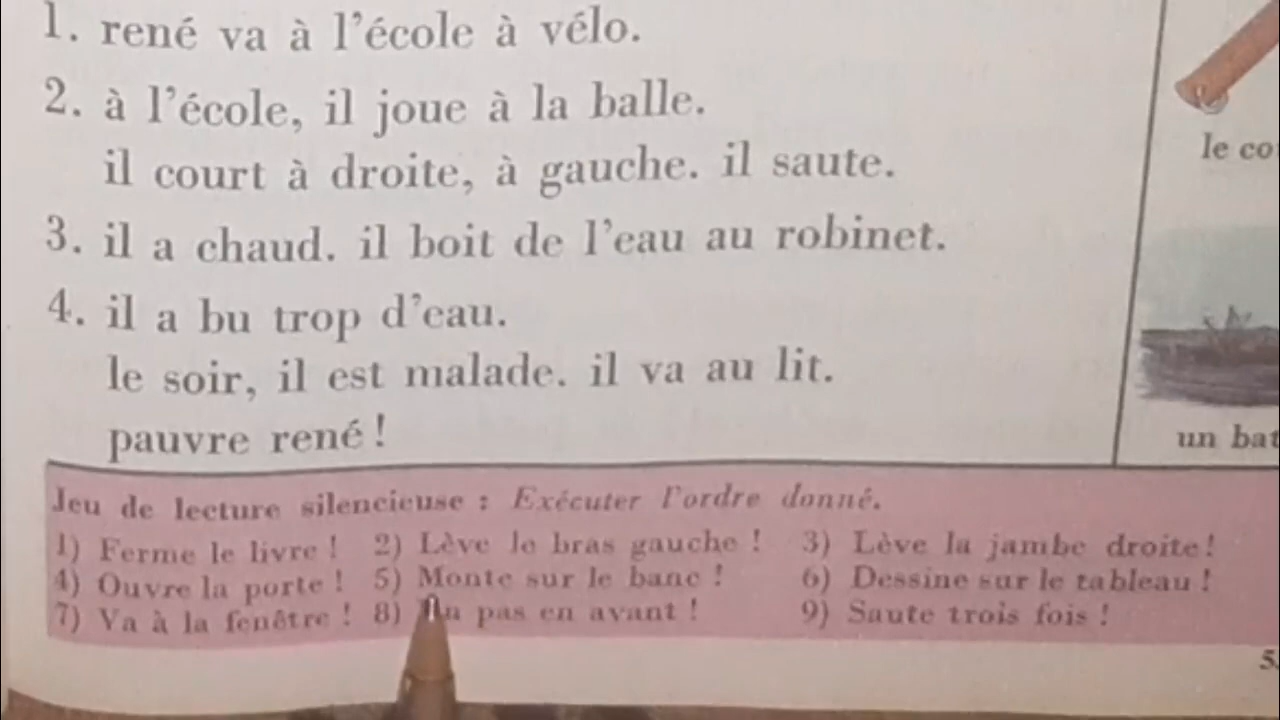 1. rené va à l'école à vélo.
2. à l'école, il joue à la balle.
il court à droite, à gauche. il saute.
3. il a chaud. il boit de l'eau au robinet.
4. il a bu trop d'eau.
le soir, il est malade. il va au lit.
pauvre rené !
le
un
Jeu de lecture silencieuse : Exécuter l'ordre donné.
1) Ferme le livre ! 2) Lève le bras gauche ! 3) Lève la jambe droite !
4) Ouvre la porte ! 5) Monte sur le banc ! 6) Dessine sur le tableau !
7) Va à la fenêtre ! 8) Un pas en avant ! 9) Saute trois fois !